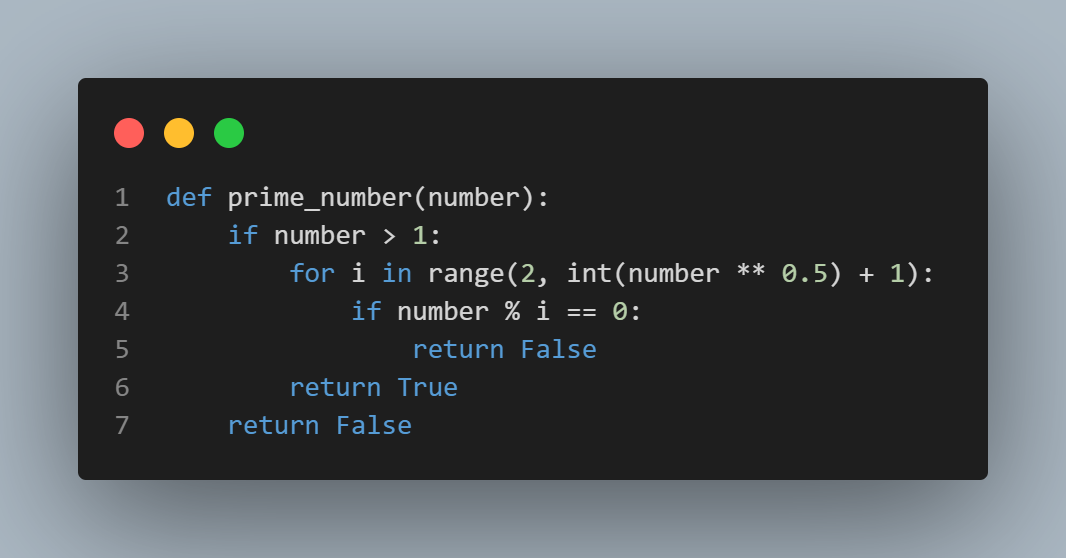 1 def prime_number(number):
2     if number > 1:
3         for i in range(2, int(number ** 0.5) + 1):
4             if number % i == 0:
5                 return False
6         return True
7     return False